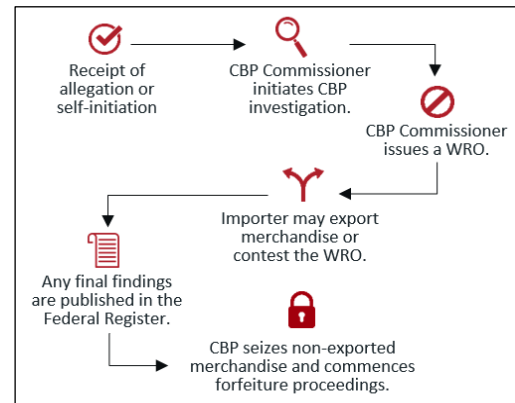 Receipt of
allegation or
self-initiation
CBP Commissioner
initiates CBP
investigation.
CBP Commissioner
issues a WRO.
Importer may export
merchandise or
contest the WRO.
Any final findings
are published in the
Federal Register.
CBP seizes non-exported
merchandise and commences
forfeiture proceedings.